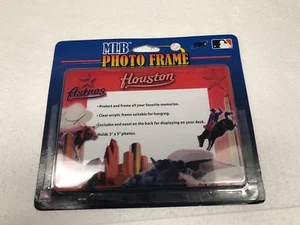 MLB
PHOTO FRAME
Astros
Houston
• Protect and frame all your favorite memories.
• Clear acrylic frame suitable for hanging.
Includes and easel on the back for displaying on your desk.
Holds 3" x 5" photos.